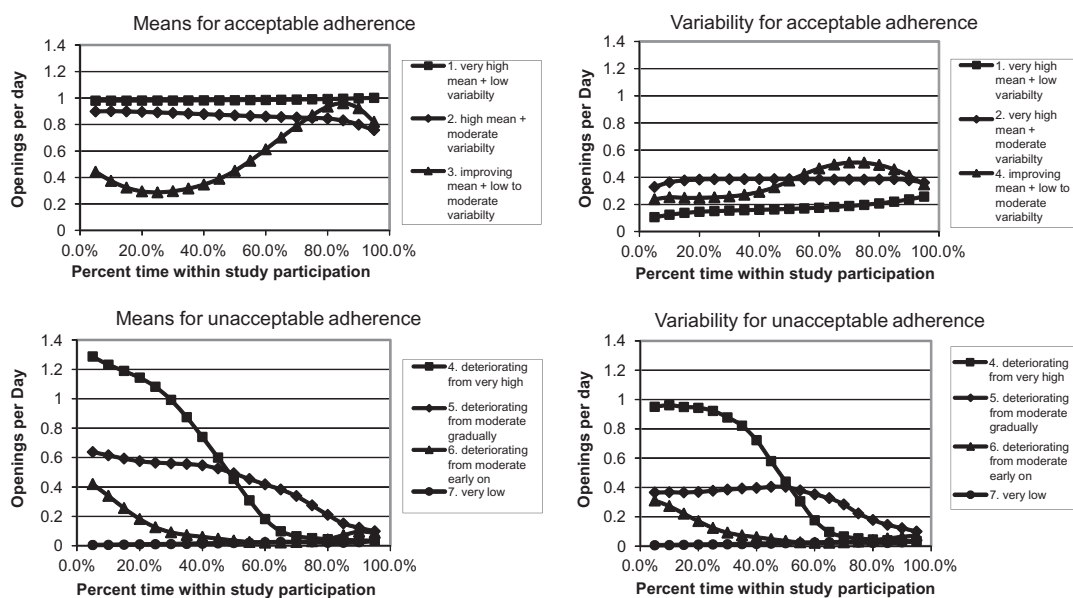 Means for acceptable adherence
1.4
1.2
1
0.8
0.6
0.4
0.2
0
Openings per day
0.0% 20.0% 40.0% 60.0% 80.0% 100.0%
Percent time within study participation
1. very high
mean + low
variabilty
2. high mean +
moderate
variabilty
3. improving
mean + low to
moderate
variabilty
Variability for acceptable adherence
1.4
1.2
1
0.8
0.6
0.4
0.2
0
Openings per Day
0.0% 20.0% 40.0% 60.0% 80.0% 100.0%
Percent time within study participation
1. very high
mean + low
variabilty
2. very high
mean +
moderate
variabilty
4. improving
mean + low to
moderate
variabilty
Means for unacceptable adherence
1.4
1.2
1
0.8
0.6
0.4
0.2
0
Openings per Day
0.0% 20.0% 40.0% 60.0% 80.0% 100.0%
Percent time within study participation
4. deteriorating
from very high
5. deteriorating
from moderate
gradually
6. deteriorating
from moderate
early on
7. very low
Variability for unacceptable adherence
1.4
1.2
1
0.8
0.6
0.4
0.2
0
Openings per Day
0.0% 20.0% 40.0% 60.0% 80.0% 100.0%
Percent time within study participation
4. deteriorating
from very high
5. deteriorating
from moderate
gradually
6. deteriorating
from moderate
early on
7. very low